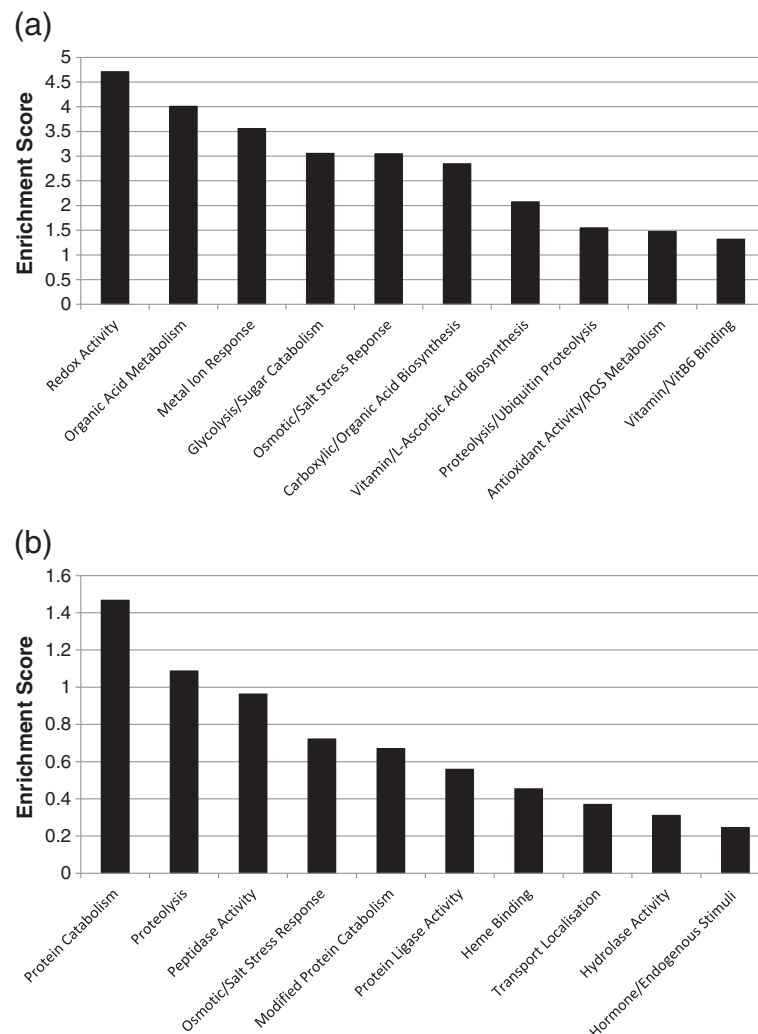 (a)
Enrichment Score
5
4.5
4
3.5
3
2.5
2
1.5
1
0.5
0
Redox Activity
Organic Acid Metabolism
Metal Ion Response
Glycolysis/Sugar Catabolism
Osmotic/Salt Stress Reponse
Carboxylic/Organic Acid Biosynthesis
Vitamin/L-Ascorbic Acid Biosynthesis
Proteolysis/Ubiquitin Proteolysis
Antioxidant Activity/ROS Metabolism
Vitamin/VitB6 Binding
(b)
Enrichment Score
1.6
1.4
1.2
1
0.8
0.6
0.4
0.2
0
Protein Catabolism
Proteolysis
Peptidase Activity
Osmotic/Salt Stress Response
Modified Protein Catabolism
Protein Ligase Activity
Heme Binding
Transport Localisation
Hydrolase Activity
Hormone/Endogenous Stimuli